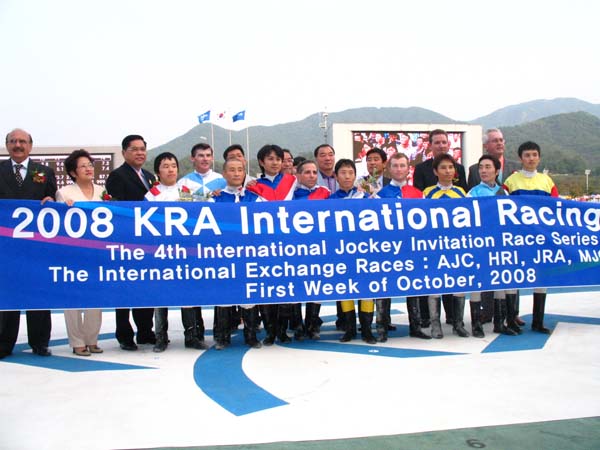 2008 KRA International Racing
The 4th International Jockey Invitation Race Series
The International Exchange Races : AJC, HRI, JRA, MJC
First Week of October, 2008
6